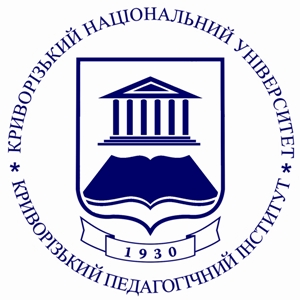 КРИВОРІЗЬКИЙ НАЦІОНАЛЬНИЙ УНІВЕРСИТЕТ
* КРИВОРІЗЬКИЙ ПЕДАГОГІЧНИЙ ІНСТИТУТ *
1930